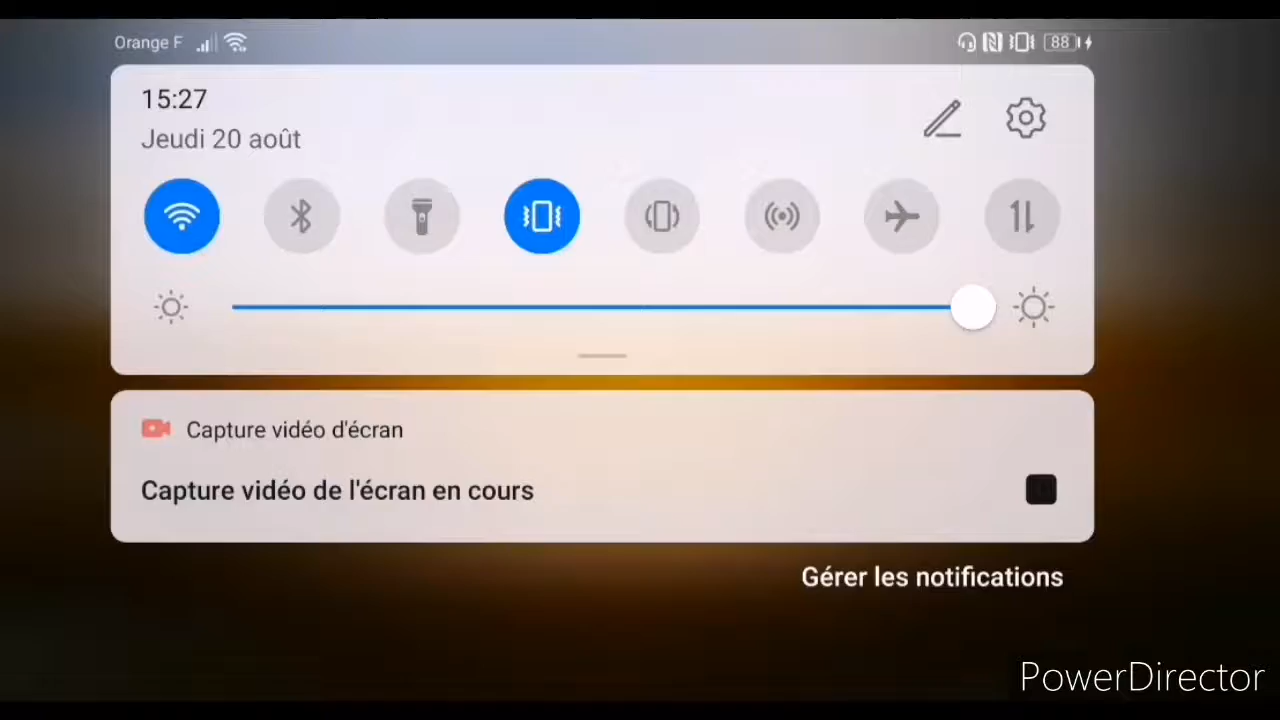 Orange F
88
15:27
Jeudi 20 août
Capture vidéo d'écran
Capture vidéo de l'écran en cours
Gérer les notifications
PowerDirector